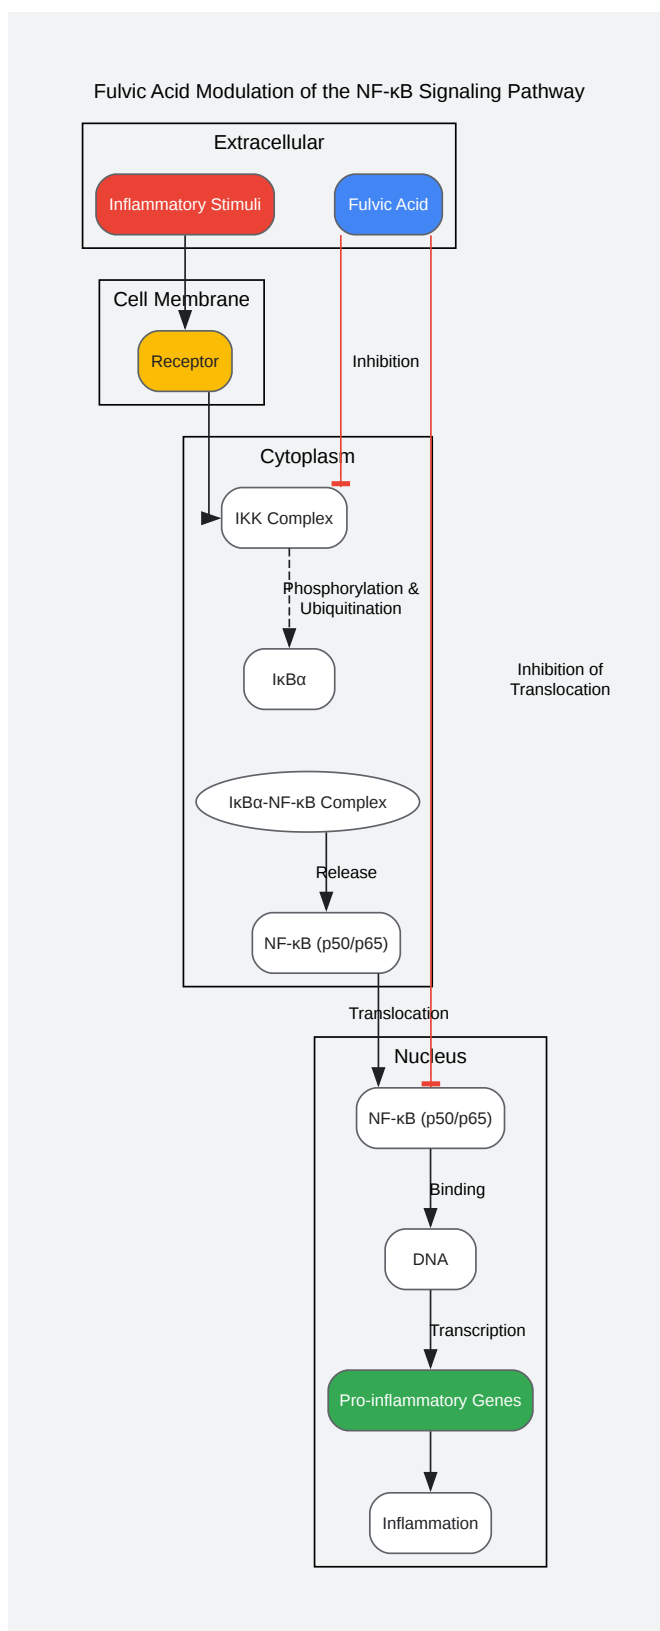 Fulvic Acid Modulation of the NF-κB Signaling Pathway
Extracellular
Inflammatory Stimuli
Fulvic Acid
Cell Membrane
Receptor
Inhibition
Cytoplasm
IKK Complex
Phosphorylation &
Ubiquitination
IκBα
Inhibition of
Translocation
IκBα-NF-κB Complex
Release
NF-κB (p50/p65)
Translocation
Nucleus
NF-κB (p50/p65)
Binding
DNA
Transcription
Pro-inflammatory Genes
Inflammation